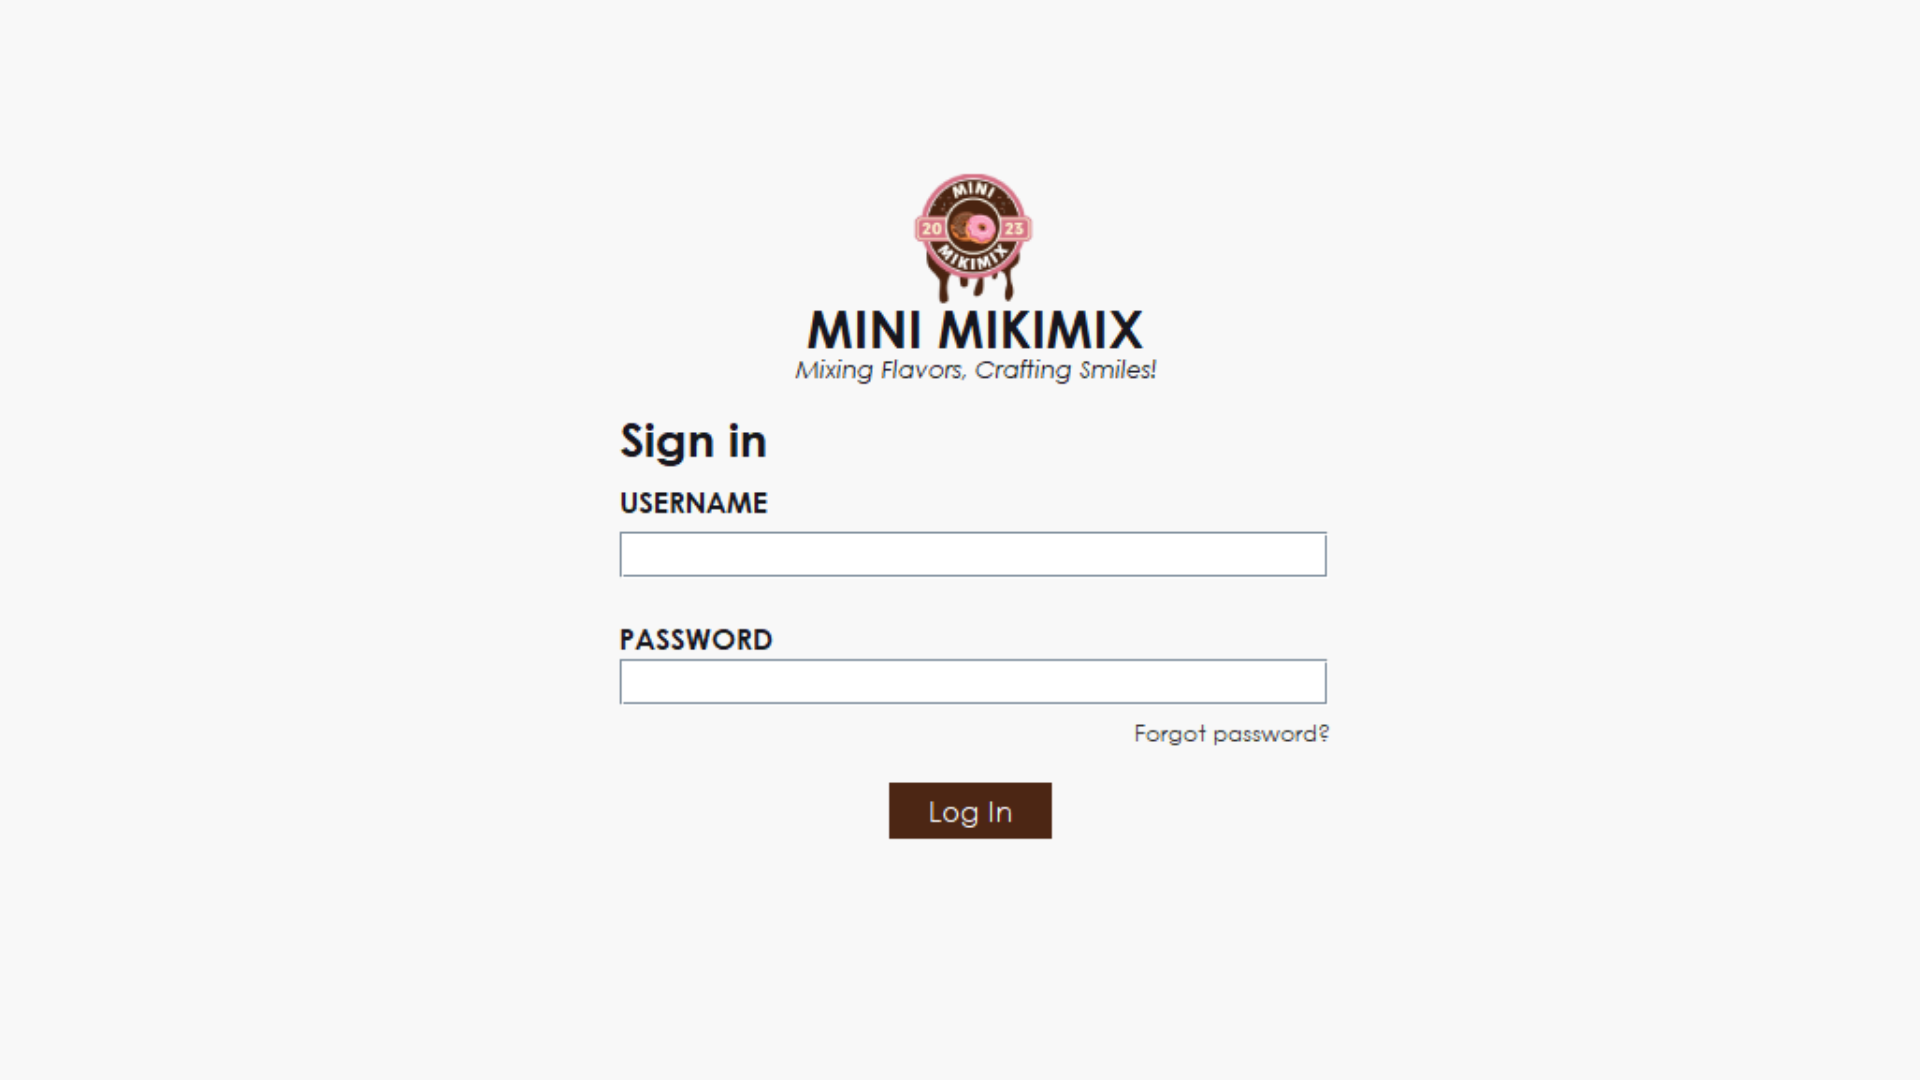 MINI
20 23
MIKIMIX
MINI MIKIMIX
Mixing Flavors, Crafting Smiles!
Sign in
USERNAME
PASSWORD
Forgot password?
Log In